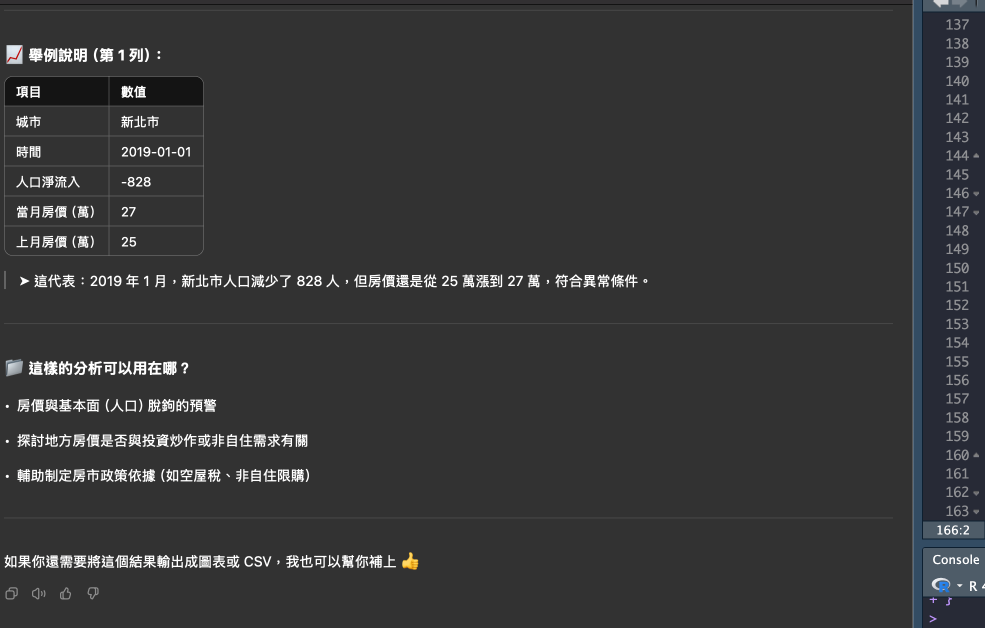 📈 舉例說明 (第 1 列)：
項目 數值
城市 新北市
時間 2019-01-01
人口淨流入 -828
當月房價 (萬) 27
上月房價 (萬) 25
➤ 這代表：2019 年 1 月，新北市人口減少了 828 人，但房價還是從 25 萬漲到 27 萬，符合異常條件。
📁 這樣的分析可以用在哪？
• 房價與基本面 (人口) 脫鉤的預警
• 探討地方房價是否與投資炒作或非自住需求有關
• 輔助制定房市政策依據 (如空屋稅、非自住限購)
如果你還需要將這個結果輸出成圖表或 CSV，我也可以幫你補上 👍
137
138
139
140
141
142
143
144
145
146
147
148
149
150
151
152
153
154
155
156
157
158
159
160
161
162
163
166:2
Console
R 4
+ }
>